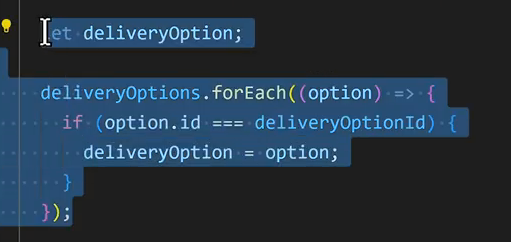 let deliveryOption;
deliveryOptions.forEach((option) => {
if (option.id === deliveryOptionId) {
deliveryOption = option;
}
});